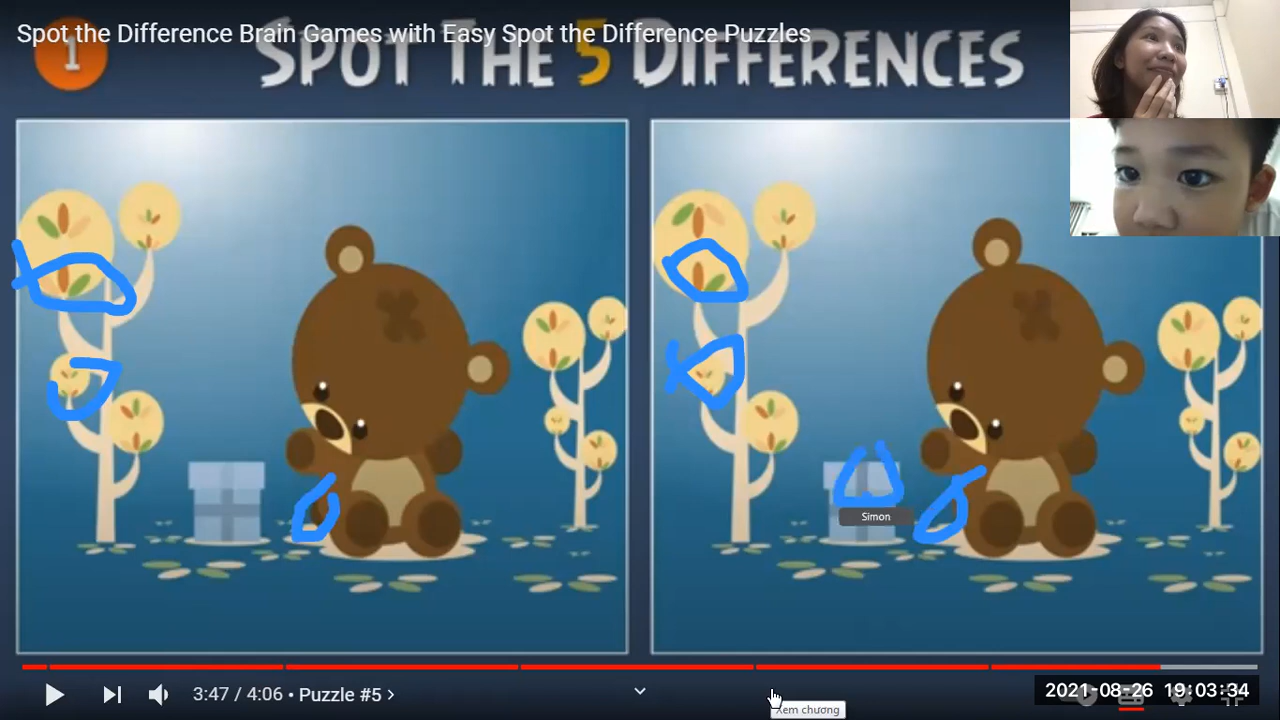 Spot the Difference Brain Games with Easy Spot the Difference Puzzles
1
SPOT THE 5 DIFFERENCES
Simon
3:47 / 4:06 • Puzzle #5 ›
Xem chương
2021-08-26 19:03:34